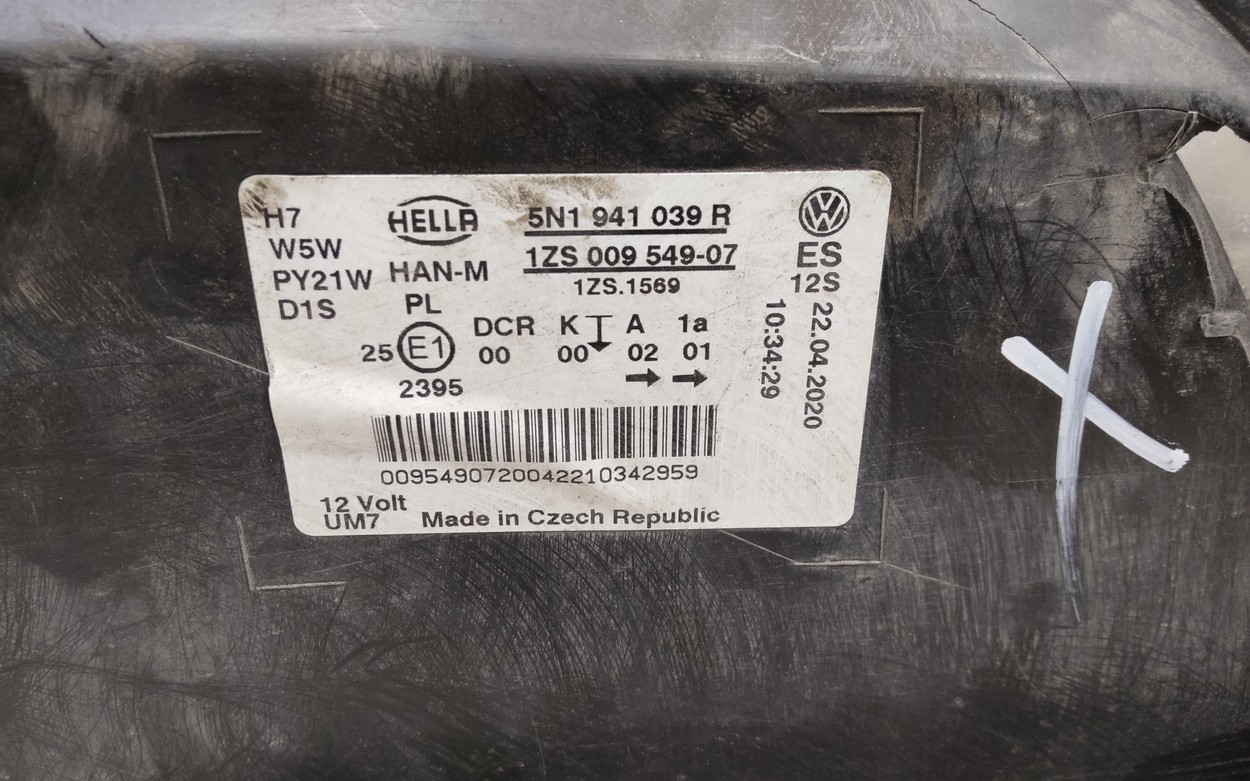 H7
W5W
PY21W
D1S
HELLA
HAN-M
PL
5N1 941 039 R
1ZS 009 549-07
1ZS.1569
ES
12S
22.04.2020
10:34:29
25 E1
2395
DCR K A 1a
00 00 02 01
0095490720042210342959
12 Volt
UM7
Made in Czech Republic